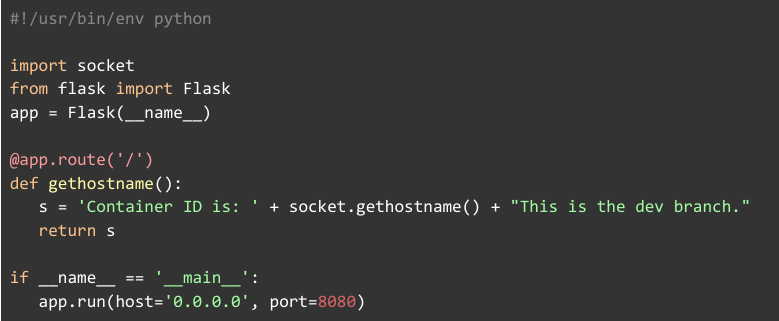 #!/usr/bin/env python
import socket
from flask import Flask
app = Flask(__name__)
@app.route('/')
def gethostname():
   s = 'Container ID is: ' + socket.gethostname() + "This is the dev branch."
   return s
if __name__ == '__main__':
   app.run(host='0.0.0.0', port=8080)